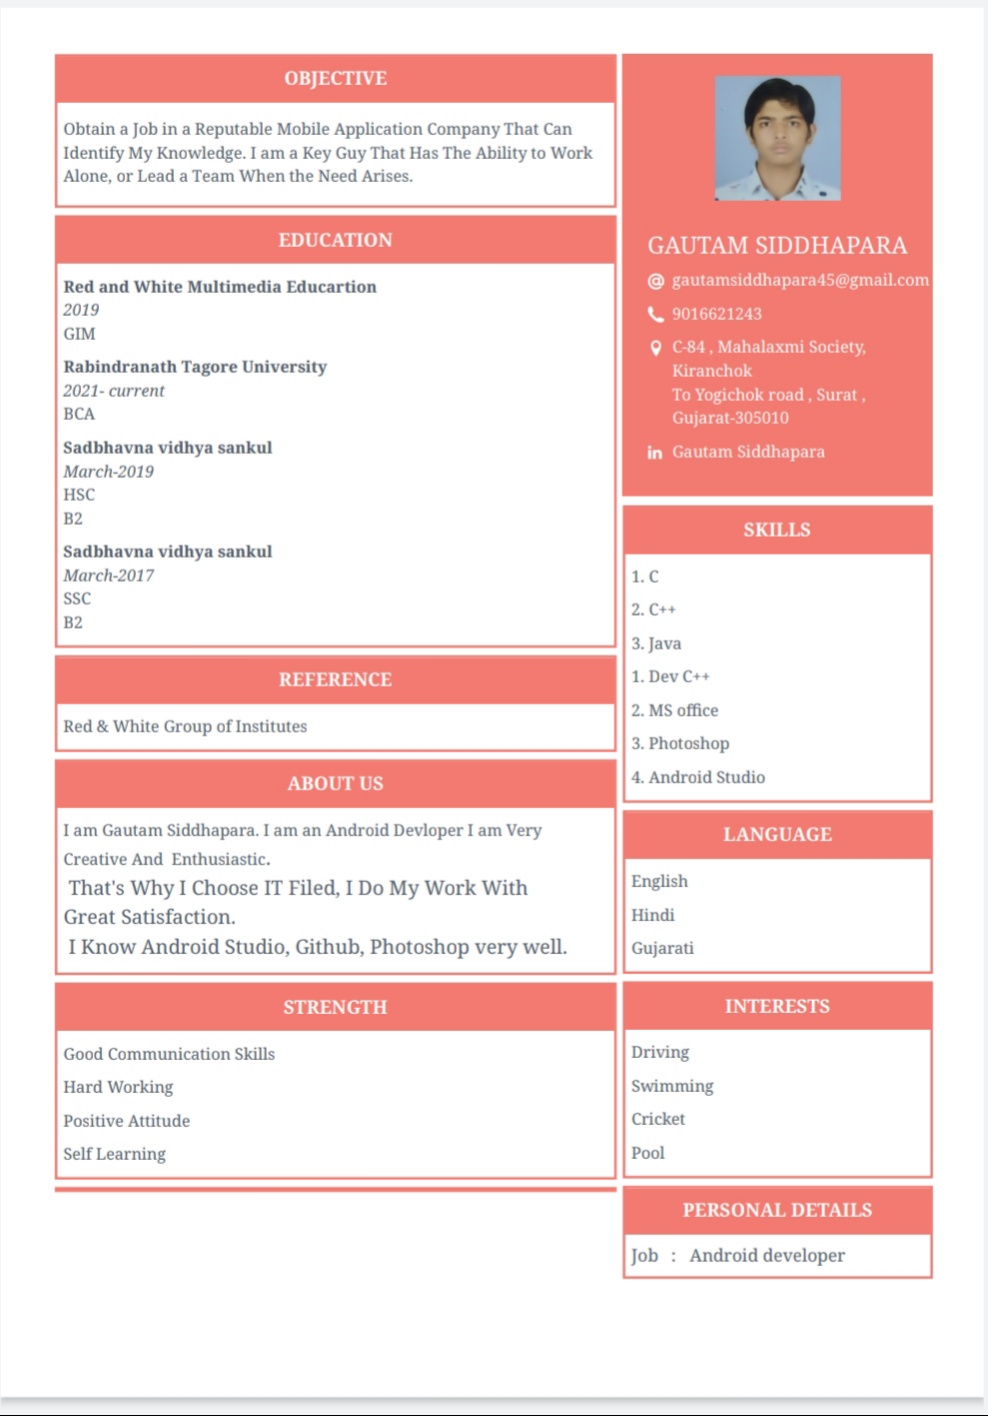 OBJECTIVE
Obtain a Job in a Reputable Mobile Application Company That Can
Identify My Knowledge. I am a Key Guy That Has The Ability to Work
Alone, or Lead a Team When the Need Arises.
EDUCATION
Red and White Multimedia Educartion
2019
GIM
Rabindranath Tagore University
2021- current
BCA
Sadbhavna vidhya sankul
March-2019
HSC
B2
Sadbhavna vidhya sankul
March-2017
SSC
B2
REFERENCE
Red & White Group of Institutes
ABOUT US
I am Gautam Siddhapara. I am an Android Devloper I am Very
Creative And  Enthusiastic.
That's Why I Choose IT Filed, I Do My Work With
Great Satisfaction.
I Know Android Studio, Github, Photoshop very well.
STRENGTH
Good Communication Skills
Hard Working
Positive Attitude
Self Learning
GAUTAM SIDDHAPARA
gautamsiddhapara45@gmail.com
9016621243
C-84 , Mahalaxmi Society,
Kiranchok
To Yogichok road , Surat ,
Gujarat-305010
in Gautam Siddhapara
SKILLS
1. C
2. C++
3. Java
1. Dev C++
2. MS office
3. Photoshop
4. Android Studio
LANGUAGE
English
Hindi
Gujarati
INTERESTS
Driving
Swimming
Cricket
Pool
PERSONAL DETAILS
Job : Android developer